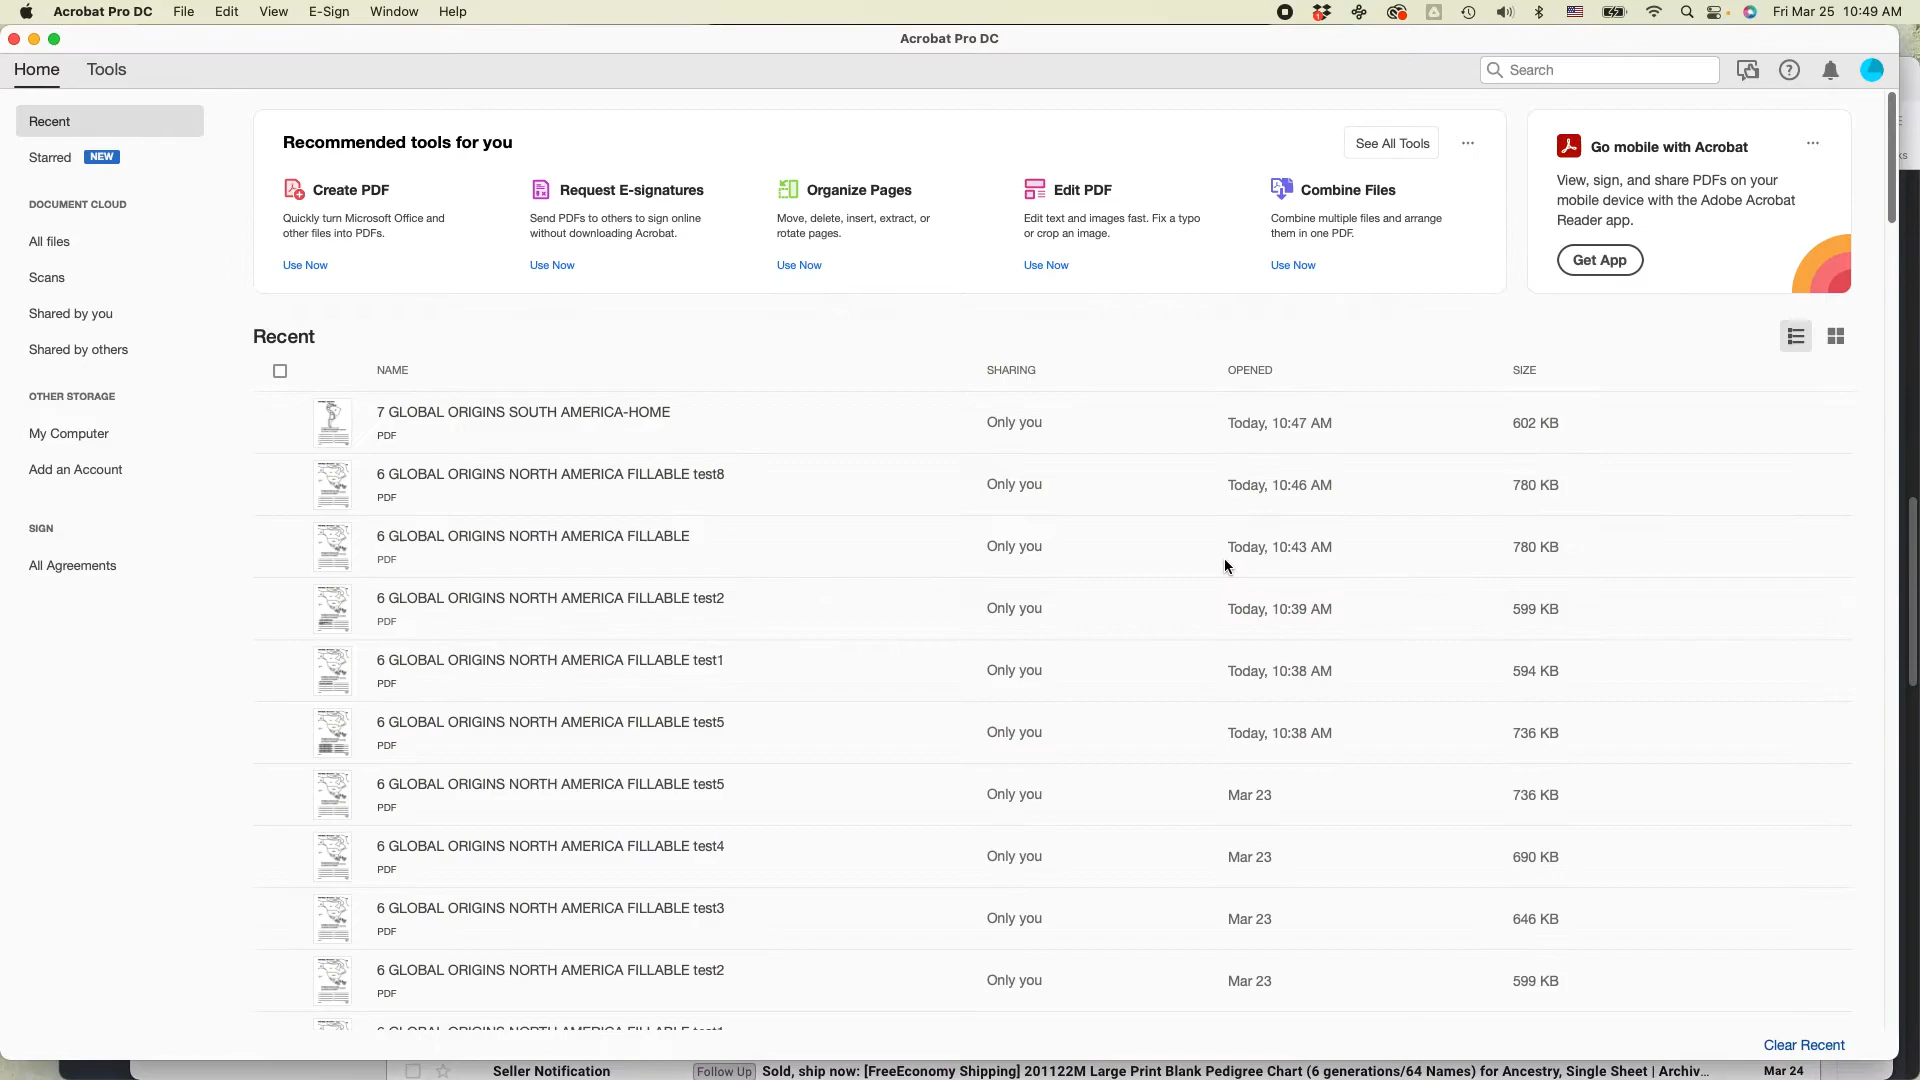 Acrobat Pro DC File Edit View E-Sign Window Help Fri Mar 25 10:49 AM
Acrobat Pro DC
Home Tools Search
Recent
Starred NEW
DOCUMENT CLOUD
All files
Scans
Shared by you
Shared by others
OTHER STORAGE
My Computer
Add an Account
SIGN
All Agreements
Recommended tools for you
See All Tools
Create PDF
Quickly turn Microsoft Office and
other files into PDFs.
Use Now
Request E-signatures
Send PDFs to others to sign online
without downloading Acrobat.
Use Now
Organize Pages
Move, delete, insert, extract, or
rotate pages.
Use Now
Edit PDF
Edit text and images fast. Fix a typo
or crop an image.
Use Now
Combine Files
Combine multiple files and arrange
them in one PDF.
Use Now
Go mobile with Acrobat
View, sign, and share PDFs on your
mobile device with the Adobe Acrobat
Reader app.
Get App
Recent
NAME SHARING OPENED SIZE
7 GLOBAL ORIGINS SOUTH AMERICA-HOME Only you Today, 10:47 AM 602 KB
PDF
6 GLOBAL ORIGINS NORTH AMERICA FILLABLE test8 Only you Today, 10:46 AM 780 KB
PDF
6 GLOBAL ORIGINS NORTH AMERICA FILLABLE Only you Today, 10:43 AM 780 KB
PDF
6 GLOBAL ORIGINS NORTH AMERICA FILLABLE test2 Only you Today, 10:39 AM 599 KB
PDF
6 GLOBAL ORIGINS NORTH AMERICA FILLABLE test1 Only you Today, 10:38 AM 594 KB
PDF
6 GLOBAL ORIGINS NORTH AMERICA FILLABLE test5 Only you Today, 10:38 AM 736 KB
PDF
6 GLOBAL ORIGINS NORTH AMERICA FILLABLE test5 Only you Mar 23 736 KB
PDF
6 GLOBAL ORIGINS NORTH AMERICA FILLABLE test4 Only you Mar 23 690 KB
PDF
6 GLOBAL ORIGINS NORTH AMERICA FILLABLE test3 Only you Mar 23 646 KB
PDF
6 GLOBAL ORIGINS NORTH AMERICA FILLABLE test2 Only you Mar 23 599 KB
PDF
6 GLOBAL ORIGINS NORTH AMERICA FILLABLE test1
Clear Recent
Seller Notification Follow Up Sold, ship now: [FreeEconomy Shipping] 201122M Large Print Blank Pedigree Chart (6 generations/64 Names) for Ancestry, Single Sheet | Archiv... Mar 24